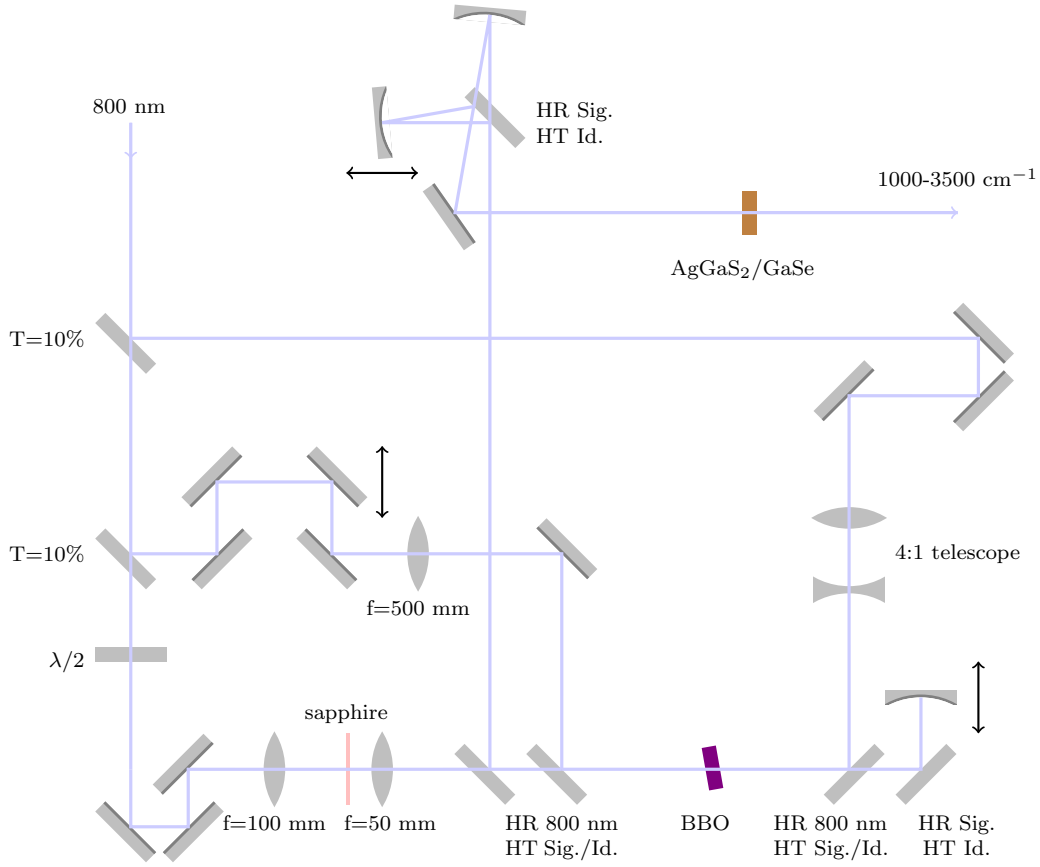 800 nm
HR Sig.
HT Id.
1000-3500 cm⁻¹
AgGaS₂/GaSe
T=10%
T=10%
4:1 telescope
f=500 mm
λ/2
sapphire
f=100 mm
f=50 mm
HR 800 nm
HT Sig./Id.
BBO
HR 800 nm
HT Sig./Id.
HR Sig.
HT Id.